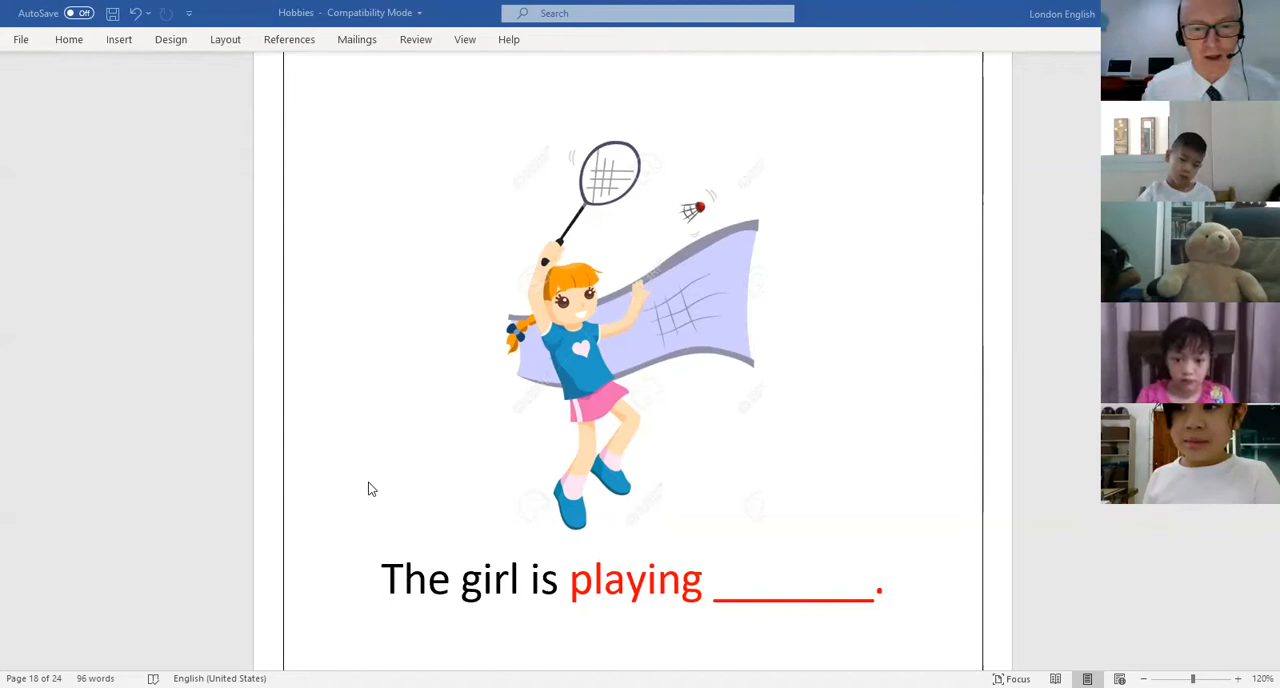 AutoSave Off Hobbies - Compatibility Mode Search London English
File Home Insert Design Layout References Mailings Review View Help
The girl is playing ________.
Page 18 of 24 96 words English (United States) Focus 120%